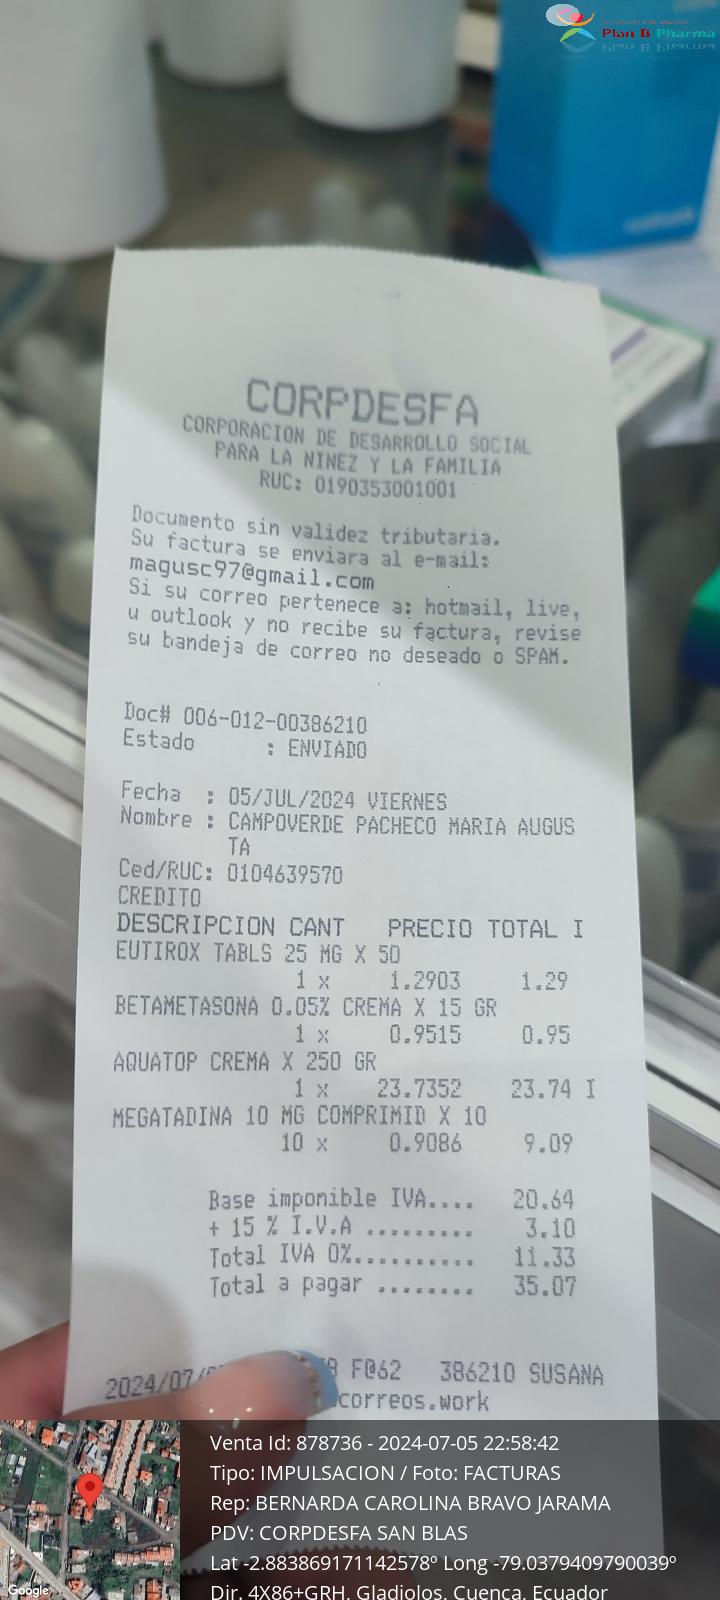 Plan B Pharma
CORPDESFA
CORPORACION DE DESARROLLO SOCIAL
PARA LA NINEZ Y LA FAMILIA
RUC: 0190353001001
Documento sin validez tributaria.
Su factura se enviara al e-mail:
magusc97@gmail.com
Si su correo pertenece a: hotmail, live,
u outlook y no recibe su factura, revise
su bandeja de correo no deseado o SPAM.
Doc# 006-012-00386210
Estado : ENVIADO
Fecha : 05/JUL/2024 VIERNES
Nombre : CAMPOVERDE PACHECO MARIA AUGUS
TA
Ced/RUC: 0104639570
CREDITO
DESCRIPCION CANT PRECIO TOTAL I
EUTIROX TABLS 25 MG X 50
1 x 1.2903 1.29
BETAMETASONA 0.05% CREMA X 15 GR
1 x 0.9515 0.95
AQUATOP CREMA X 250 GR
1 x 23.7352 23.74 I
MEGATADINA 10 MG COMPRIMID X 10
10 x 0.9086 9.09
Base imponible IVA.... 20.64
+ 15 % I.V.A ......... 3.10
Total IVA 0%.......... 11.33
Total a pagar ........ 35.07
2024/07/ F@62 386210 SUSANA
correos.work
Venta Id: 878736 - 2024-07-05 22:58:42
Tipo: IMPULSACION / Foto: FACTURAS
Rep: BERNARDA CAROLINA BRAVO JARAMA
PDV: CORPDESFA SAN BLAS
Lat -2.883869171142578º Long -79.0379409790039º
Dir. 4X86+GRH, Gladiolos, Cuenca, Ecuador
Google